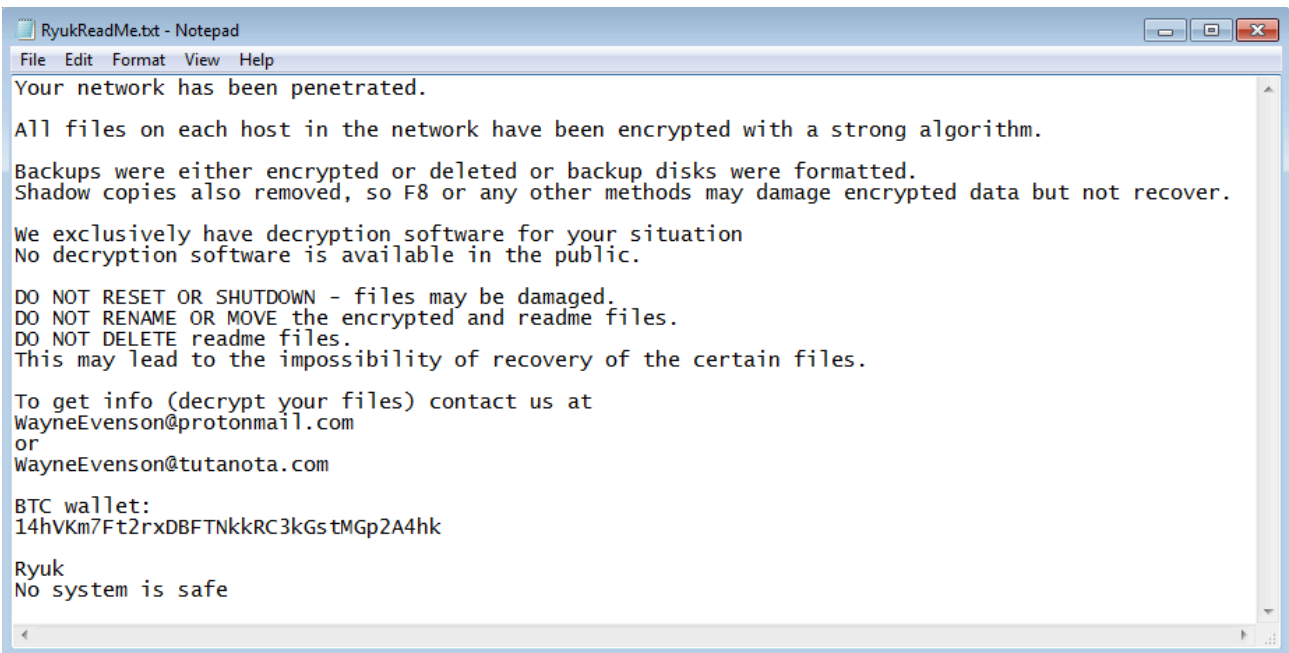 RyukReadMe.txt - Notepad
File Edit Format View Help
Your network has been penetrated.
All files on each host in the network have been encrypted with a strong algorithm.
Backups were either encrypted or deleted or backup disks were formatted.
Shadow copies also removed, so F8 or any other methods may damage encrypted data but not recover.
We exclusively have decryption software for your situation
No decryption software is available in the public.
DO NOT RESET OR SHUTDOWN - files may be damaged.
DO NOT RENAME OR MOVE the encrypted and readme files.
DO NOT DELETE readme files.
This may lead to the impossibility of recovery of the certain files.
To get info (decrypt your files) contact us at
WayneEvenson@protonmail.com
or
WayneEvenson@tutanota.com
BTC wallet:
14hVKm7Ft2rxDBFTNkkRC3kGstMGp2A4hk
Ryuk
No system is safe